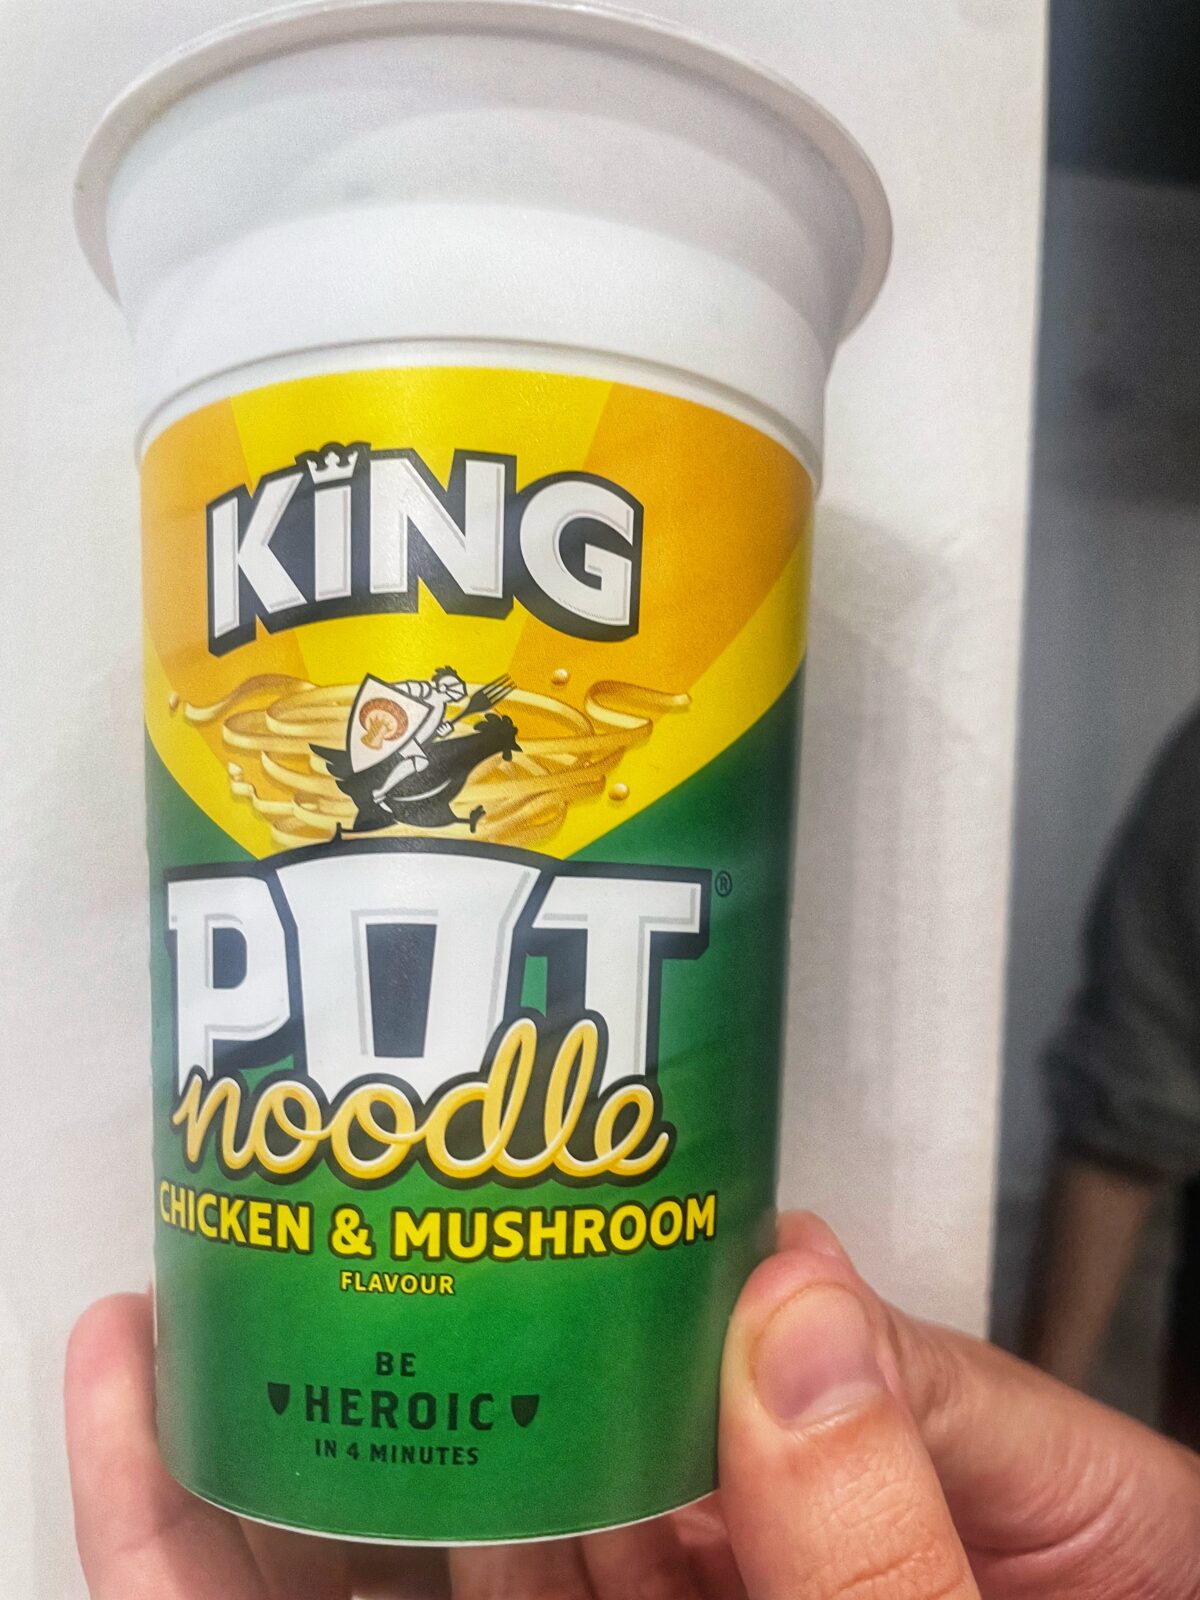 KING
POT®
noodle
CHICKEN & MUSHROOM
FLAVOUR
BE
HEROIC
IN 4 MINUTES